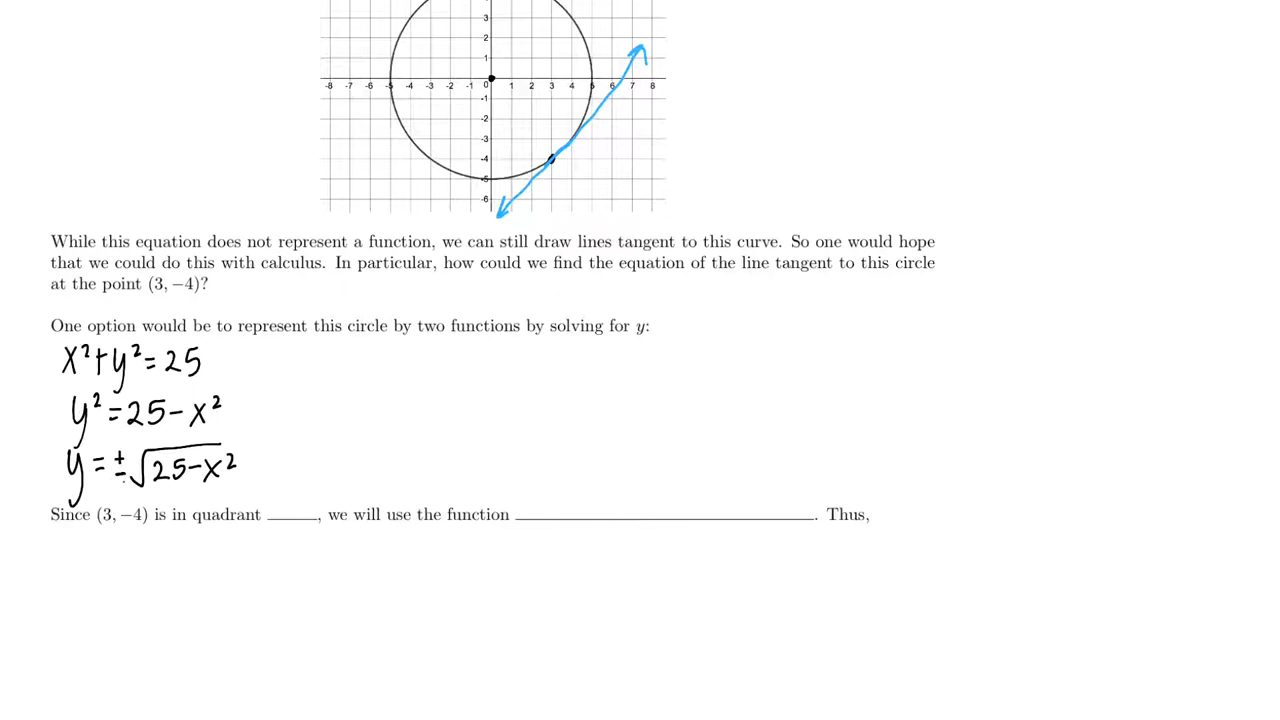 3
2
1
-8 -7 -6 -5 -4 -3 -2 -1 0 1 2 3 4 5 6 7 8
-1
-2
-3
-4
-5
-6
While this equation does not represent a function, we can still draw lines tangent to this curve. So one would hope
that we could do this with calculus. In particular, how could we find the equation of the line tangent to this circle
at the point (3, −4)?
One option would be to represent this circle by two functions by solving for y:
x²+y²=25
y²=25-x²
y=±√25-x²
Since (3, −4) is in quadrant _____, we will use the function ______________________________. Thus,